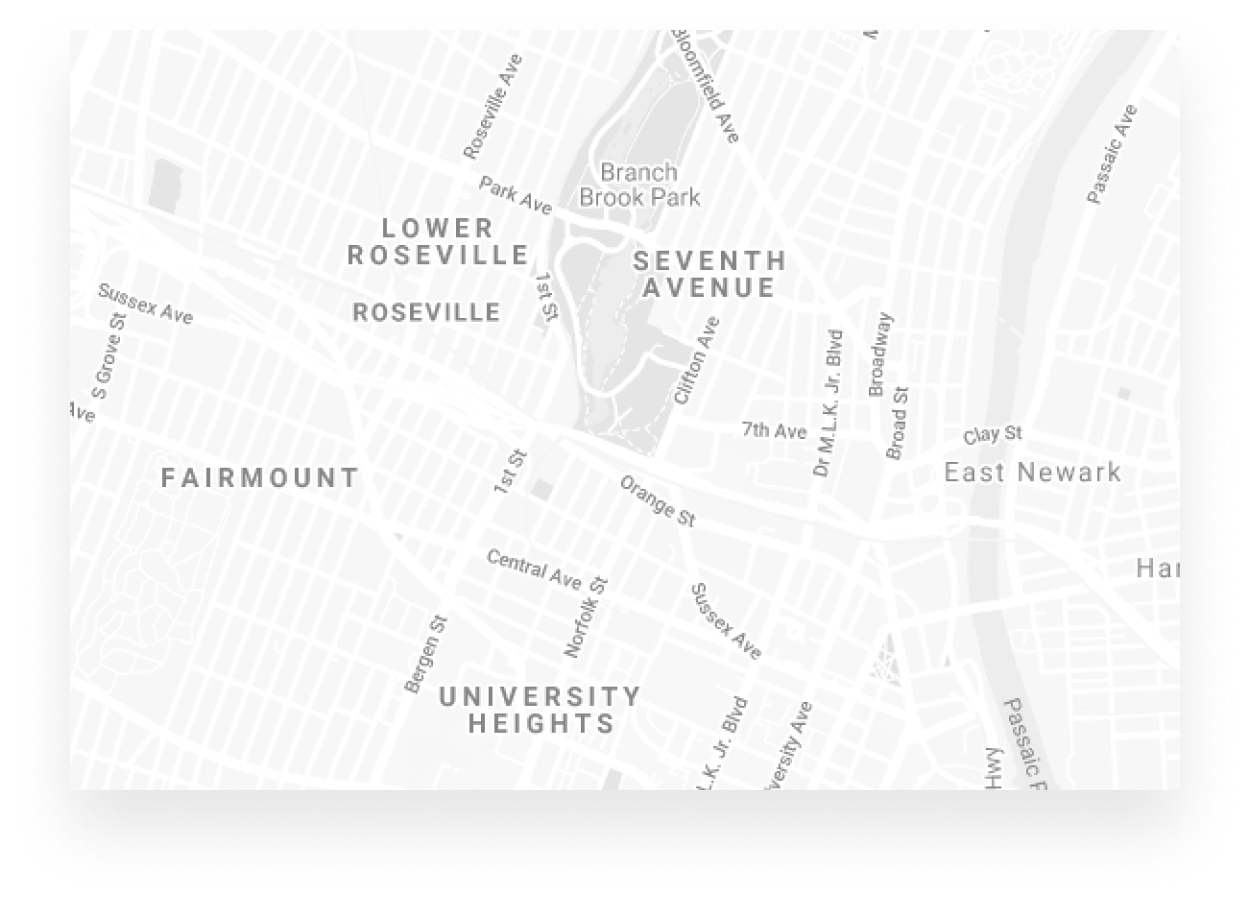 Bloomfield Ave
Roseville Ave
Passaic Ave
Branch
Brook Park
Park Ave
LOWER
ROSEVILLE
SEVENTH
AVENUE
1st St
Sussex Ave
ROSEVILLE
S Grove St
Clifton Ave
Broadway
Dr M.L.K. Jr. Blvd
Broad St
Ave
7th Ave
Clay St
East Newark
FAIRMOUNT
1st St
Orange St
Central Ave
Har
Norfolk St
Sussex Ave
Bergen St
UNIVERSITY
HEIGHTS
L.K. Jr. Blvd
versity Ave
Passaic R
Hwy